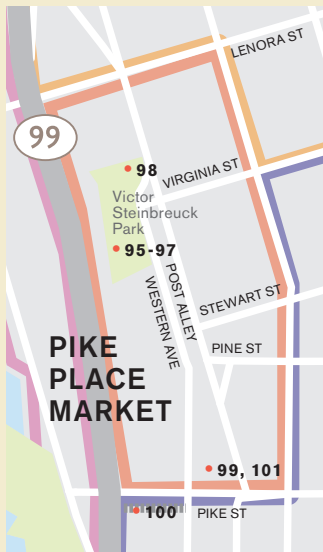 LENORA ST
99
98
VIRGINIA ST
Victor
Steinbreuck
Park
95-97
POST ALLEY
WESTERN AVE
STEWART ST
PIKE
PLACE
MARKET
PINE ST
99, 101
100
PIKE ST